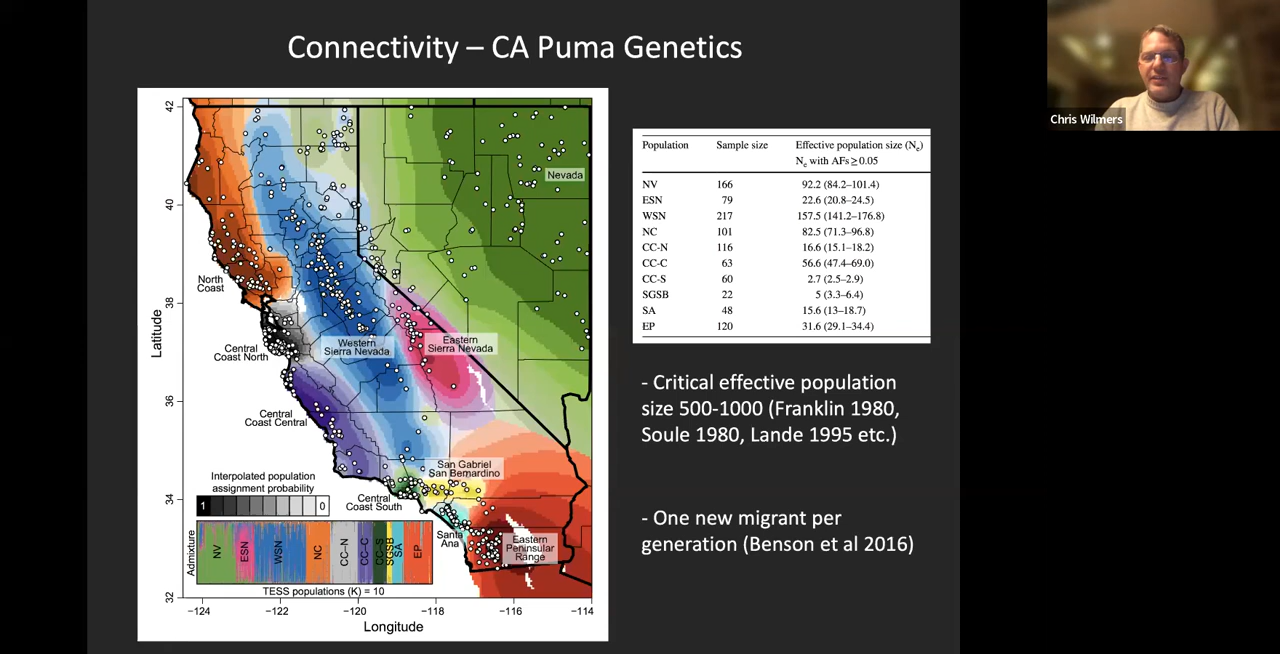 Connectivity – CA Puma Genetics
Chris Wilmers
42
40
38
36
34
32
Latitude
Nevada
North
Coast
Central
Coast North
Western
Sierra Nevada
Eastern
Sierra Nevada
Central
Coast Central
San Gabriel
San Bernardino
Central
Coast South
Santa
Ana
Eastern
Peninsular
Range
Interpolated population
assignment probability
1 0
Admixture
NV ESN WSN NC CC–N CC–C CC–S SGSB SA EP
TESS populations (K) = 10
−124 −122 −120 −118 −116 −114
Longitude
Population Sample size Effective population size (Ne)
Ne with AFs ≥ 0.05
NV 166 92.2 (84.2–101.4)
ESN 79 22.6 (20.8–24.5)
WSN 217 157.5 (141.2–176.8)
NC 101 82.5 (71.3–96.8)
CC-N 116 16.6 (15.1–18.2)
CC-C 63 56.6 (47.4–69.0)
CC-S 60 2.7 (2.5–2.9)
SGSB 22 5 (3.3–6.4)
SA 48 15.6 (13–18.7)
EP 120 31.6 (29.1–34.4)
- Critical effective population
size 500-1000 (Franklin 1980,
Soule 1980, Lande 1995 etc.)
- One new migrant per
generation (Benson et al 2016)